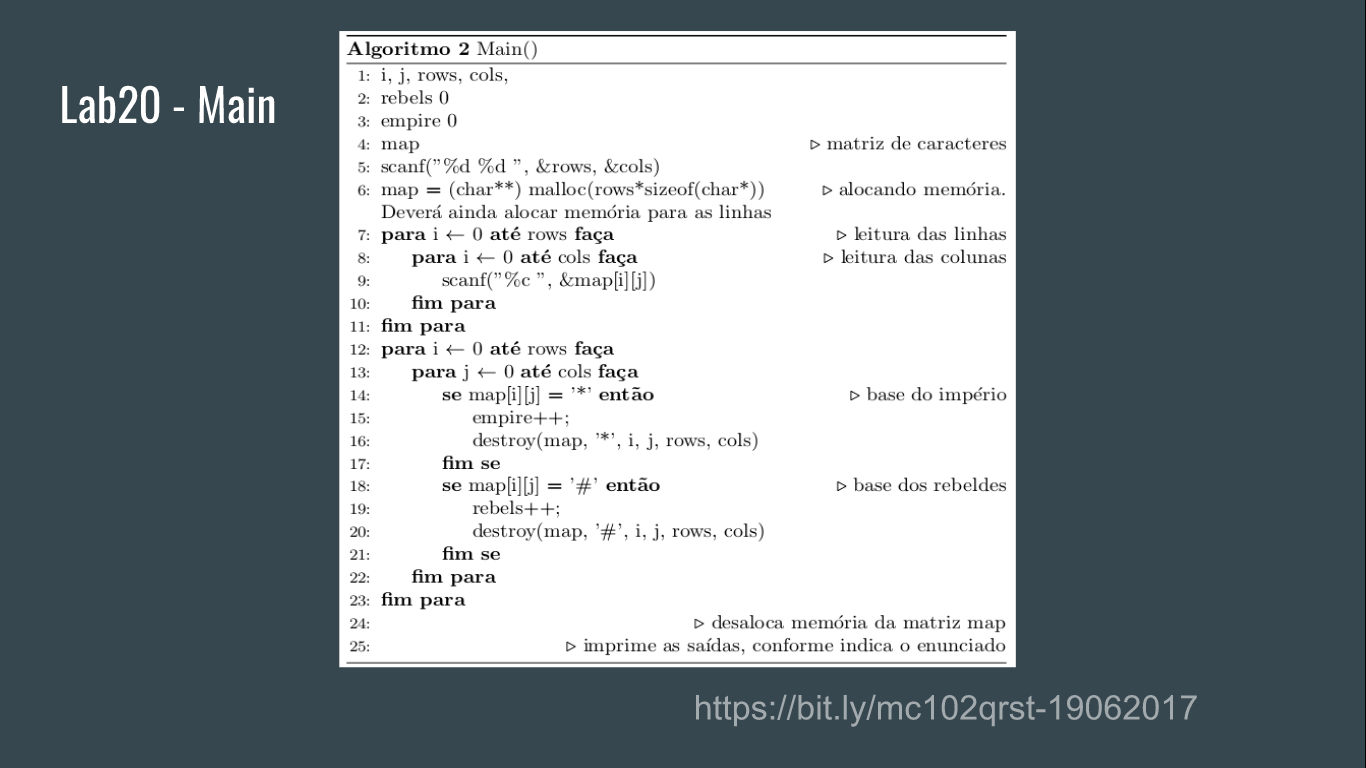 Lab20 - Main
Algoritmo 2 Main()
1: i, j, rows, cols,
2: rebels 0
3: empire 0
4: map ▷ matriz de caracteres
5: scanf("%d %d ", &rows, &cols)
6: map = (char**) malloc(rows*sizeof(char*)) ▷ alocando memória.
Deverá ainda alocar memória para as linhas
7: para i ← 0 até rows faça ▷ leitura das linhas
8: para i ← 0 até cols faça ▷ leitura das colunas
9: scanf("%c ", &map[i][j])
10: fim para
11: fim para
12: para i ← 0 até rows faça
13: para j ← 0 até cols faça
14: se map[i][j] = '*' então ▷ base do império
15: empire++;
16: destroy(map, '*', i, j, rows, cols)
17: fim se
18: se map[i][j] = '#' então ▷ base dos rebeldes
19: rebels++;
20: destroy(map, '#', i, j, rows, cols)
21: fim se
22: fim para
23: fim para
24: ▷ desaloca memória da matriz map
25: ▷ imprime as saídas, conforme indica o enunciado
https://bit.ly/mc102qrst-19062017